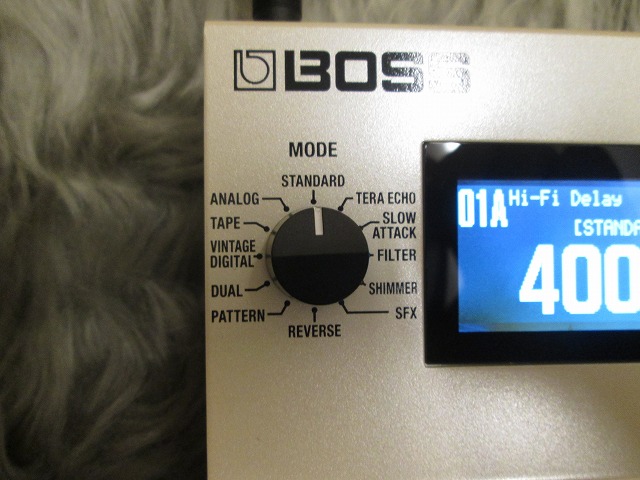 BOSS
MODE
STANDARD
ANALOG
TERA ECHO
TAPE
SLOW
ATTACK
VINTAGE
DIGITAL
FILTER
DUAL
SHIMMER
PATTERN
SFX
REVERSE
01A Hi-Fi Delay
[STANDA
400